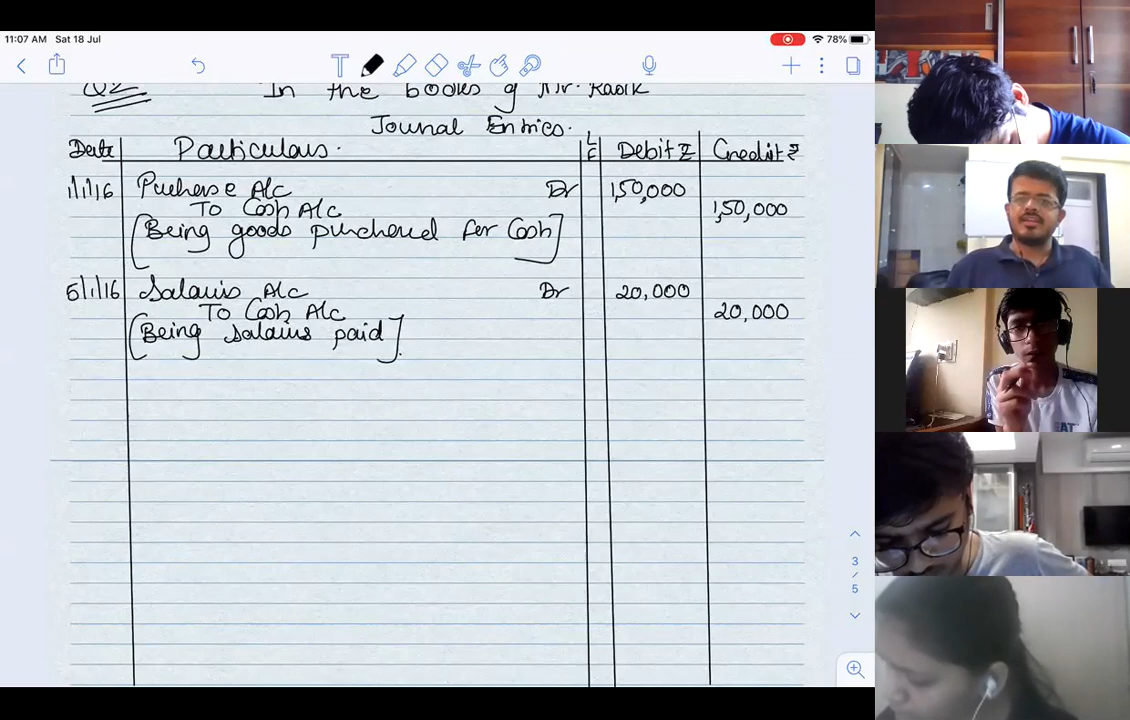 11:07 AM Sat 18 Jul
78%
Q2 In the books of Mr.
Journal Entries.
Date Particulars. L F Debit ₹ Credit ₹
1/1/16 Purchase A/c Dr 1,50,000
To Cash A/c 1,50,000
[Being goods purchased for Cash]
5/1/16 Salaries A/c Dr 20,000
To Cash A/c 20,000
[Being salaries paid].
3
/
5